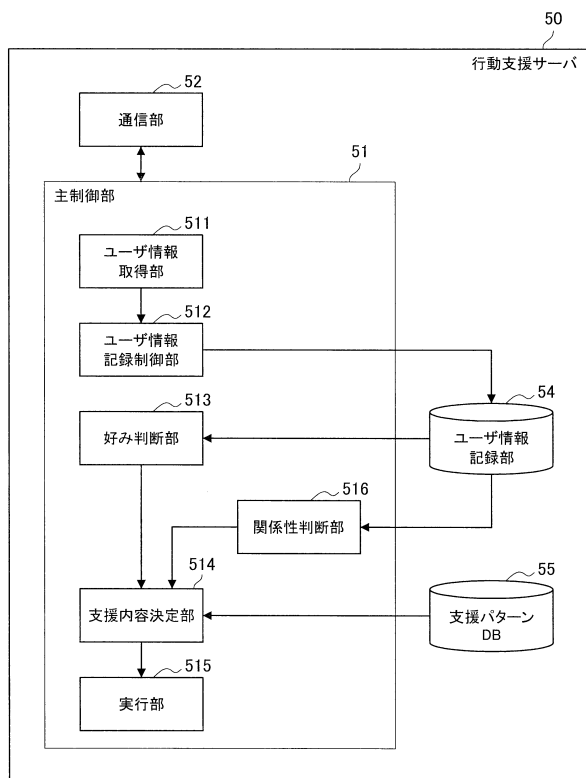 50
行動支援サーバ
52
通信部
51
主制御部
511
ユーザ情報
取得部
512
ユーザ情報
記録制御部
513
好み判断部
54
ユーザ情報
記録部
516
関係性判断部
514
支援内容決定部
55
支援パターン
DB
515
実行部